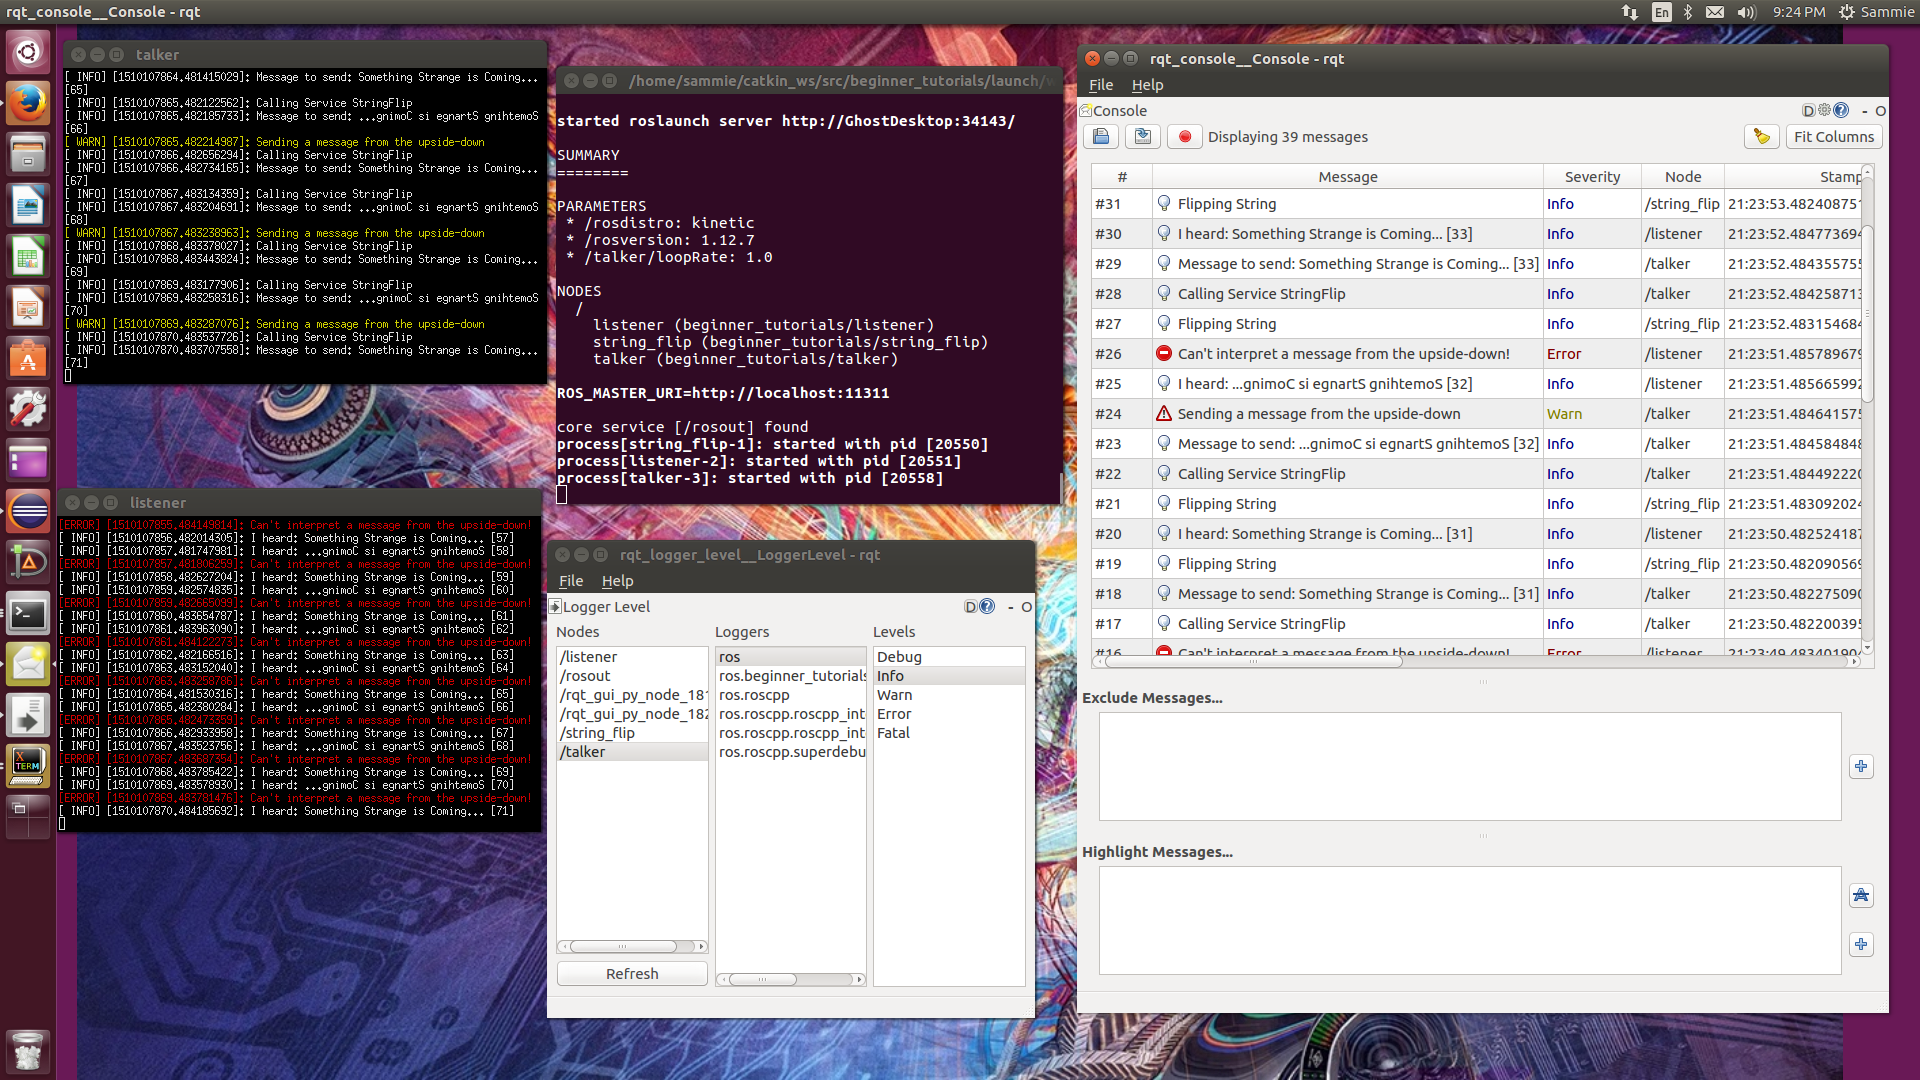 rqt_console__Console - rqt
En
9:24 PM
Sammie
talker
[ INFO] [1510107864.481415029]: Message to send: Something Strange is Coming...
[65]
[ INFO] [1510107865.482122562]: Calling Service StringFlip
[ INFO] [1510107865.482185733]: Message to send: ...gnimoC si egnartS gnihtemoS
[66]
[ WARN] [1510107865.482214987]: Sending a message from the upside-down
[ INFO] [1510107866.482656294]: Calling Service StringFlip
[ INFO] [1510107866.482734165]: Message to send: Something Strange is Coming...
[67]
[ INFO] [1510107867.483134359]: Calling Service StringFlip
[ INFO] [1510107867.483204691]: Message to send: ...gnimoC si egnartS gnihtemoS
[68]
[ WARN] [1510107867.483238963]: Sending a message from the upside-down
[ INFO] [1510107868.483378027]: Calling Service StringFlip
[ INFO] [1510107868.483443824]: Message to send: Something Strange is Coming...
[69]
[ INFO] [1510107869.483177906]: Calling Service StringFlip
[ INFO] [1510107869.483258316]: Message to send: ...gnimoC si egnartS gnihtemoS
[70]
[ WARN] [1510107869.483287076]: Sending a message from the upside-down
[ INFO] [1510107870.483537726]: Calling Service StringFlip
[ INFO] [1510107870.483707558]: Message to send: Something Strange is Coming...
[71]
listener
[ERROR] [1510107855.484149814]: Can't interpret a message from the upside-down!
[ INFO] [1510107856.482014305]: I heard: Something Strange is Coming... [57]
[ INFO] [1510107857.481747981]: I heard: ...gnimoC si egnartS gnihtemoS [58]
[ERROR] [1510107857.481806259]: Can't interpret a message from the upside-down!
[ INFO] [1510107858.482627204]: I heard: Something Strange is Coming... [59]
[ INFO] [1510107859.482574835]: I heard: ...gnimoC si egnartS gnihtemoS [60]
[ERROR] [1510107859.482665099]: Can't interpret a message from the upside-down!
[ INFO] [1510107860.483654787]: I heard: Something Strange is Coming... [61]
[ INFO] [1510107861.483963090]: I heard: ...gnimoC si egnartS gnihtemoS [62]
[ERROR] [1510107861.484122273]: Can't interpret a message from the upside-down!
[ INFO] [1510107862.482166516]: I heard: Something Strange is Coming... [63]
[ INFO] [1510107863.483152040]: I heard: ...gnimoC si egnartS gnihtemoS [64]
[ERROR] [1510107863.483258786]: Can't interpret a message from the upside-down!
[ INFO] [1510107864.481530316]: I heard: Something Strange is Coming... [65]
[ INFO] [1510107865.482380284]: I heard: ...gnimoC si egnartS gnihtemoS [66]
[ERROR] [1510107865.482473359]: Can't interpret a message from the upside-down!
[ INFO] [1510107866.482933958]: I heard: Something Strange is Coming... [67]
[ INFO] [1510107867.483523756]: I heard: ...gnimoC si egnartS gnihtemoS [68]
[ERROR] [1510107867.483687354]: Can't interpret a message from the upside-down!
[ INFO] [1510107868.483785422]: I heard: Something Strange is Coming... [69]
[ INFO] [1510107869.483578930]: I heard: ...gnimoC si egnartS gnihtemoS [70]
[ERROR] [1510107869.483781476]: Can't interpret a message from the upside-down!
[ INFO] [1510107870.484185692]: I heard: Something Strange is Coming... [71]
X
TERM
/home/sammie/catkin_ws/src/beginner_tutorials/launch/w
started roslaunch server http://GhostDesktop:34143/
SUMMARY
========
PARAMETERS
* /rosdistro: kinetic
* /rosversion: 1.12.7
* /talker/loopRate: 1.0
NODES
/
listener (beginner_tutorials/listener)
string_flip (beginner_tutorials/string_flip)
talker (beginner_tutorials/talker)
ROS_MASTER_URI=http://localhost:11311
core service [/rosout] found
process[string_flip-1]: started with pid [20550]
process[listener-2]: started with pid [20551]
process[talker-3]: started with pid [20558]
rqt_logger_level__LoggerLevel - rqt
File Help
Logger Level
D ? - O
Nodes Loggers Levels
/listener
/rosout
/rqt_gui_py_node_181
/rqt_gui_py_node_182
/string_flip
/talker
Refresh
ros
ros.beginner_tutorials
ros.roscpp
ros.roscpp.roscpp_int
ros.roscpp.roscpp_int
ros.roscpp.superdebu
Debug
Info
Warn
Error
Fatal
rqt_console__Console - rqt
File Help
Console
D ? - O
Displaying 39 messages
Fit Columns
# Message Severity Node Stamp
#31 Flipping String Info /string_flip 21:23:53.482408751
#30 I heard: Something Strange is Coming... [33] Info /listener 21:23:52.484773694
#29 Message to send: Something Strange is Coming... [33] Info /talker 21:23:52.484355755
#28 Calling Service StringFlip Info /talker 21:23:52.484258713
#27 Flipping String Info /string_flip 21:23:52.483154684
#26 Can't interpret a message from the upside-down! Error /listener 21:23:51.485789679
#25 I heard: ...gnimoC si egnartS gnihtemoS [32] Info /listener 21:23:51.485665992
#24 Sending a message from the upside-down Warn /talker 21:23:51.484641575
#23 Message to send: ...gnimoC si egnartS gnihtemoS [32] Info /talker 21:23:51.484584848
#22 Calling Service StringFlip Info /talker 21:23:51.484492220
#21 Flipping String Info /string_flip 21:23:51.483092024
#20 I heard: Something Strange is Coming... [31] Info /listener 21:23:50.482524187
#19 Flipping String Info /string_flip 21:23:50.482090569
#18 Message to send: Something Strange is Coming... [31] Info /talker 21:23:50.482275090
#17 Calling Service StringFlip Info /talker 21:23:50.482200395
#16 Can't interpret a message from the upside-down! Error /listener 21:23:49.483401904
Exclude Messages...
Highlight Messages...